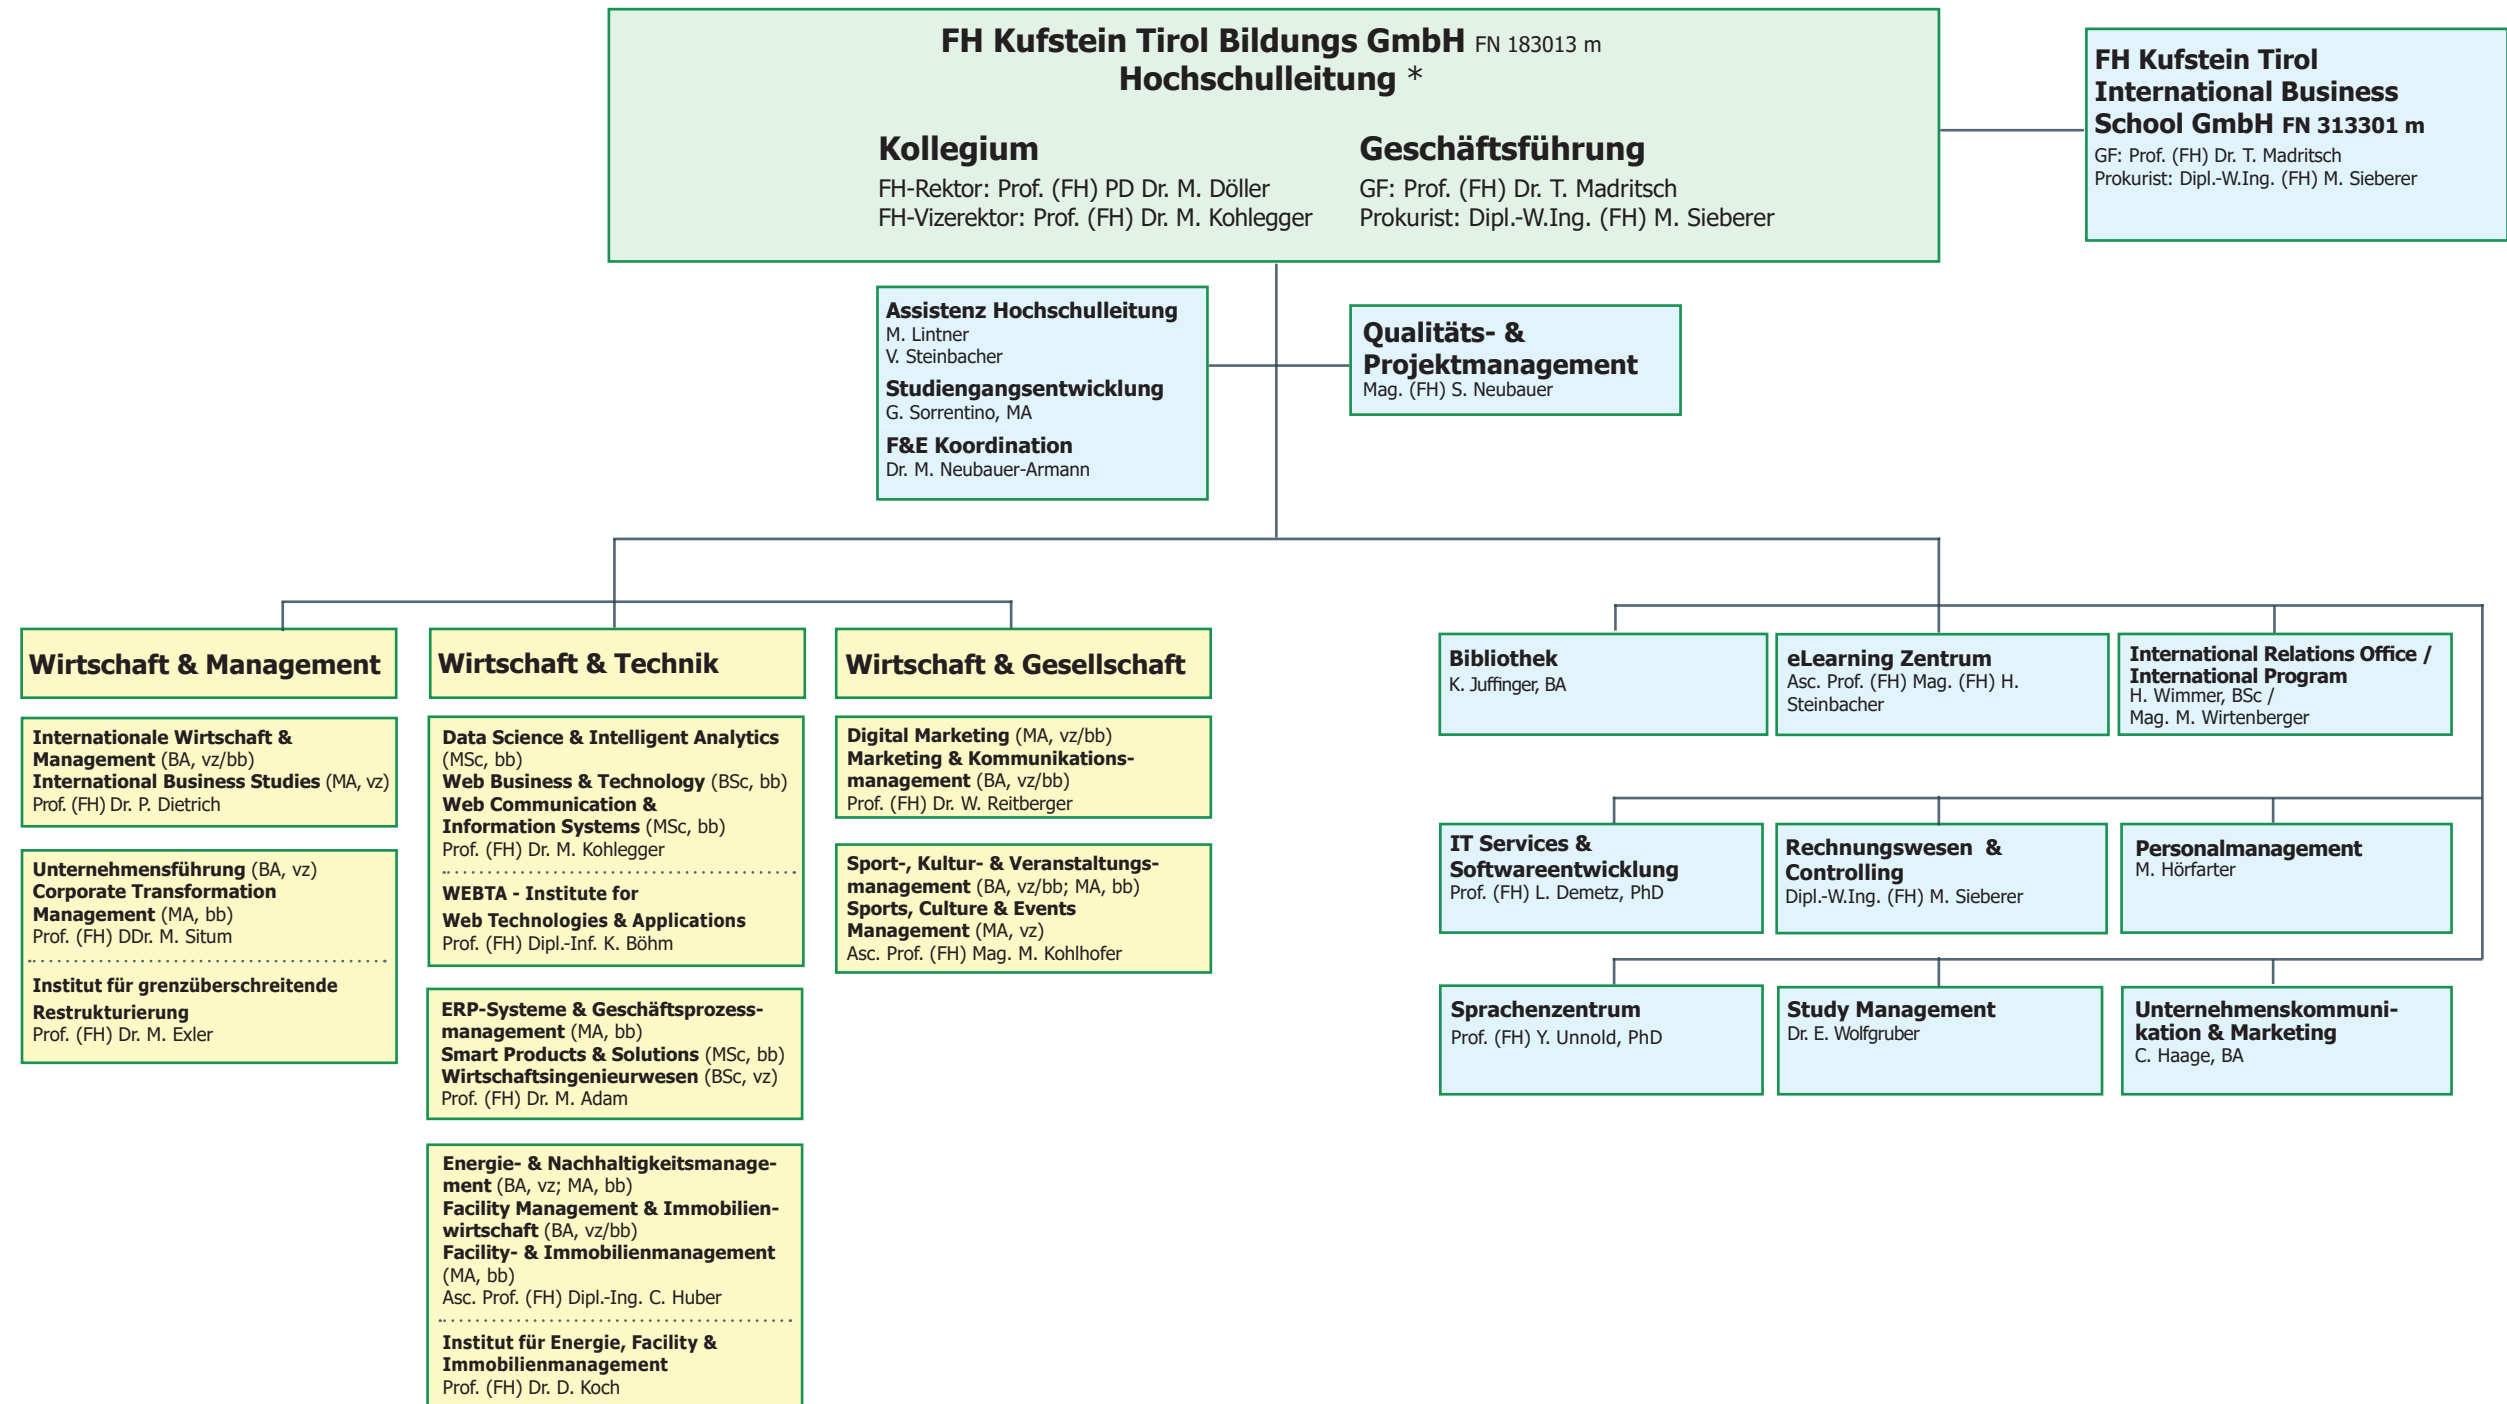 FH Kufstein Tirol Bildungs GmbH FN 183013 m
Hochschulleitung *
Kollegium
FH-Rektor: Prof. (FH) PD Dr. M. Döller
FH-Vizerektor: Prof. (FH) Dr. M. Kohlegger
Geschäftsführung
GF: Prof. (FH) Dr. T. Madritsch
Prokurist: Dipl.-W.Ing. (FH) M. Sieberer
FH Kufstein Tirol
International Business
School GmbH FN 313301 m
GF: Prof. (FH) Dr. T. Madritsch
Prokurist: Dipl.-W.Ing. (FH) M. Sieberer
Assistenz Hochschulleitung
M. Lintner
V. Steinbacher
Studiengangsentwicklung
G. Sorrentino, MA
F&E Koordination
Dr. M. Neubauer-Armann
Qualitäts- &
Projektmanagement
Mag. (FH) S. Neubauer
Wirtschaft & Management
Internationale Wirtschaft &
Management (BA, vz/bb)
International Business Studies (MA, vz)
Prof. (FH) Dr. P. Dietrich
Unternehmensführung (BA, vz)
Corporate Transformation
Management (MA, bb)
Prof. (FH) DDr. M. Situm
Institut für grenzüberschreitende
Restrukturierung
Prof. (FH) Dr. M. Exler
Wirtschaft & Technik
Data Science & Intelligent Analytics
(MSc, bb)
Web Business & Technology (BSc, bb)
Web Communication &
Information Systems (MSc, bb)
Prof. (FH) Dr. M. Kohlegger
WEBTA - Institute for
Web Technologies & Applications
Prof. (FH) Dipl.-Inf. K. Böhm
ERP-Systeme & Geschäftsprozess-
management (MA, bb)
Smart Products & Solutions (MSc, bb)
Wirtschaftsingenieurwesen (BSc, vz)
Prof. (FH) Dr. M. Adam
Energie- & Nachhaltigkeitsmanage-
ment (BA, vz; MA, bb)
Facility Management & Immobilien-
wirtschaft (BA, vz/bb)
Facility- & Immobilienmanagement
(MA, bb)
Asc. Prof. (FH) Dipl.-Ing. C. Huber
Institut für Energie, Facility &
Immobilienmanagement
Prof. (FH) Dr. D. Koch
Wirtschaft & Gesellschaft
Digital Marketing (MA, vz/bb)
Marketing & Kommunikations-
management (BA, vz/bb)
Prof. (FH) Dr. W. Reitberger
Sport-, Kultur- & Veranstaltungs-
management (BA, vz/bb; MA, bb)
Sports, Culture & Events
Management (MA, vz)
Asc. Prof. (FH) Mag. M. Kohlhofer
Bibliothek
K. Juffinger, BA
eLearning Zentrum
Asc. Prof. (FH) Mag. (FH) H.
Steinbacher
International Relations Office /
International Program
H. Wimmer, BSc /
Mag. M. Wirtenberger
IT Services &
Softwareentwicklung
Prof. (FH) L. Demetz, PhD
Rechnungswesen &
Controlling
Dipl.-W.Ing. (FH) M. Sieberer
Personalmanagement
M. Hörfarter
Sprachenzentrum
Prof. (FH) Y. Unnold, PhD
Study Management
Dr. E. Wolfgruber
Unternehmenskommuni-
kation & Marketing
C. Haage, BA